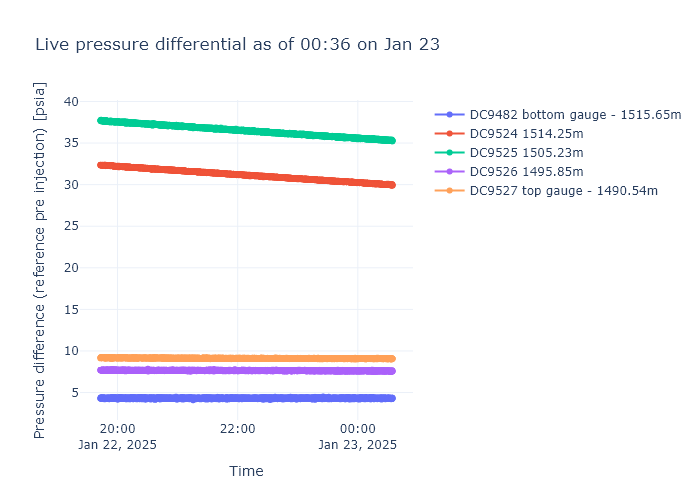 Live pressure differential as of 00:36 on Jan 23
Pressure difference (reference pre injection) [psia]
40
35
30
25
20
15
10
5
20:00
Jan 22, 2025
22:00
00:00
Jan 23, 2025
Time
DC9482 bottom gauge - 1515.65m
DC9524 1514.25m
DC9525 1505.23m
DC9526 1495.85m
DC9527 top gauge - 1490.54m